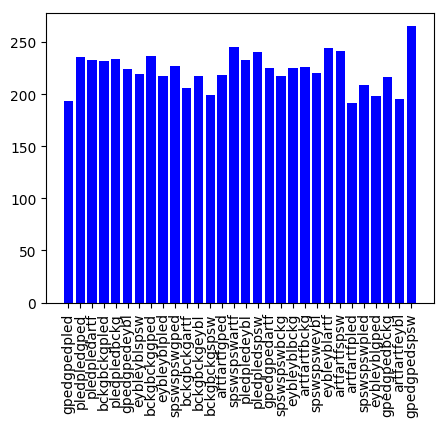 250
200
150
100
50
0
gpedgpedpled
pledpledgped
pledpledartf
bckgbckgpled
pledpledbckg
gpedgpedeybl
eybleyblspsw
bckgbckggped
eybleyblpled
spswspswgped
bckgbckgartf
bckgbckgeybl
bckgbckgspsw
artfartfgped
spswspswartf
pledpledeybl
pledpledspsw
gpedgpedartf
spswspswbckg
eybleyblbckg
artfartfbckg
spswspsweybl
eybleyblartf
artfartfspsw
artfartfpled
spswspswpled
eybleyblgped
gpedgpedbckg
artfartfeybl
gpedgpedspsw